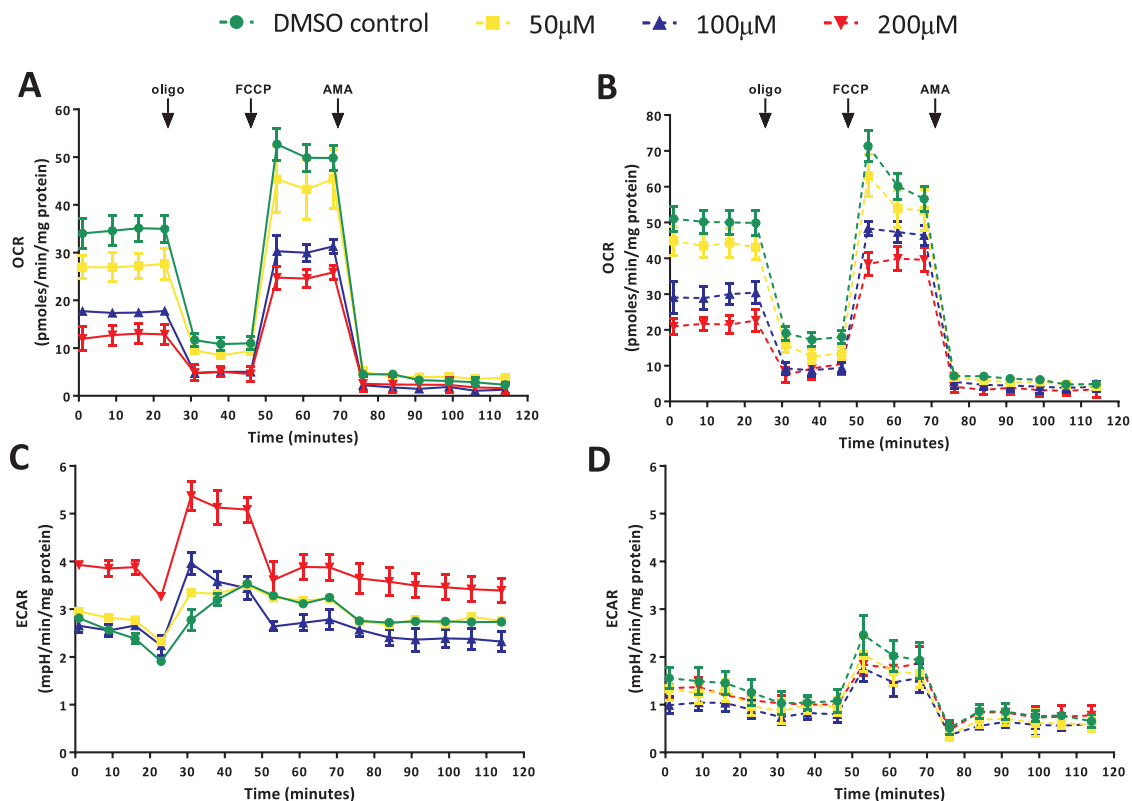 DMSO control 50μM 100μM 200μM
A
oligo FCCP AMA
60
50
40
30
20
10
0
OCR
(pmoles/min/mg protein)
0 10 20 30 40 50 60 70 80 90 100 110 120
Time (minutes)
B
oligo FCCP AMA
80
70
60
50
40
30
20
10
0
OCR
(pmoles/min/mg protein)
0 10 20 30 40 50 60 70 80 90 100 110 120
Time (minutes)
C
6
5
4
3
2
1
0
ECAR
(mpH/min/mg protein)
0 10 20 30 40 50 60 70 80 90 100 110 120
Time (minutes)
D
6
5
4
3
2
1
0
ECAR
(mpH/min/mg protein)
0 10 20 30 40 50 60 70 80 90 100 110 120
Time (minutes)